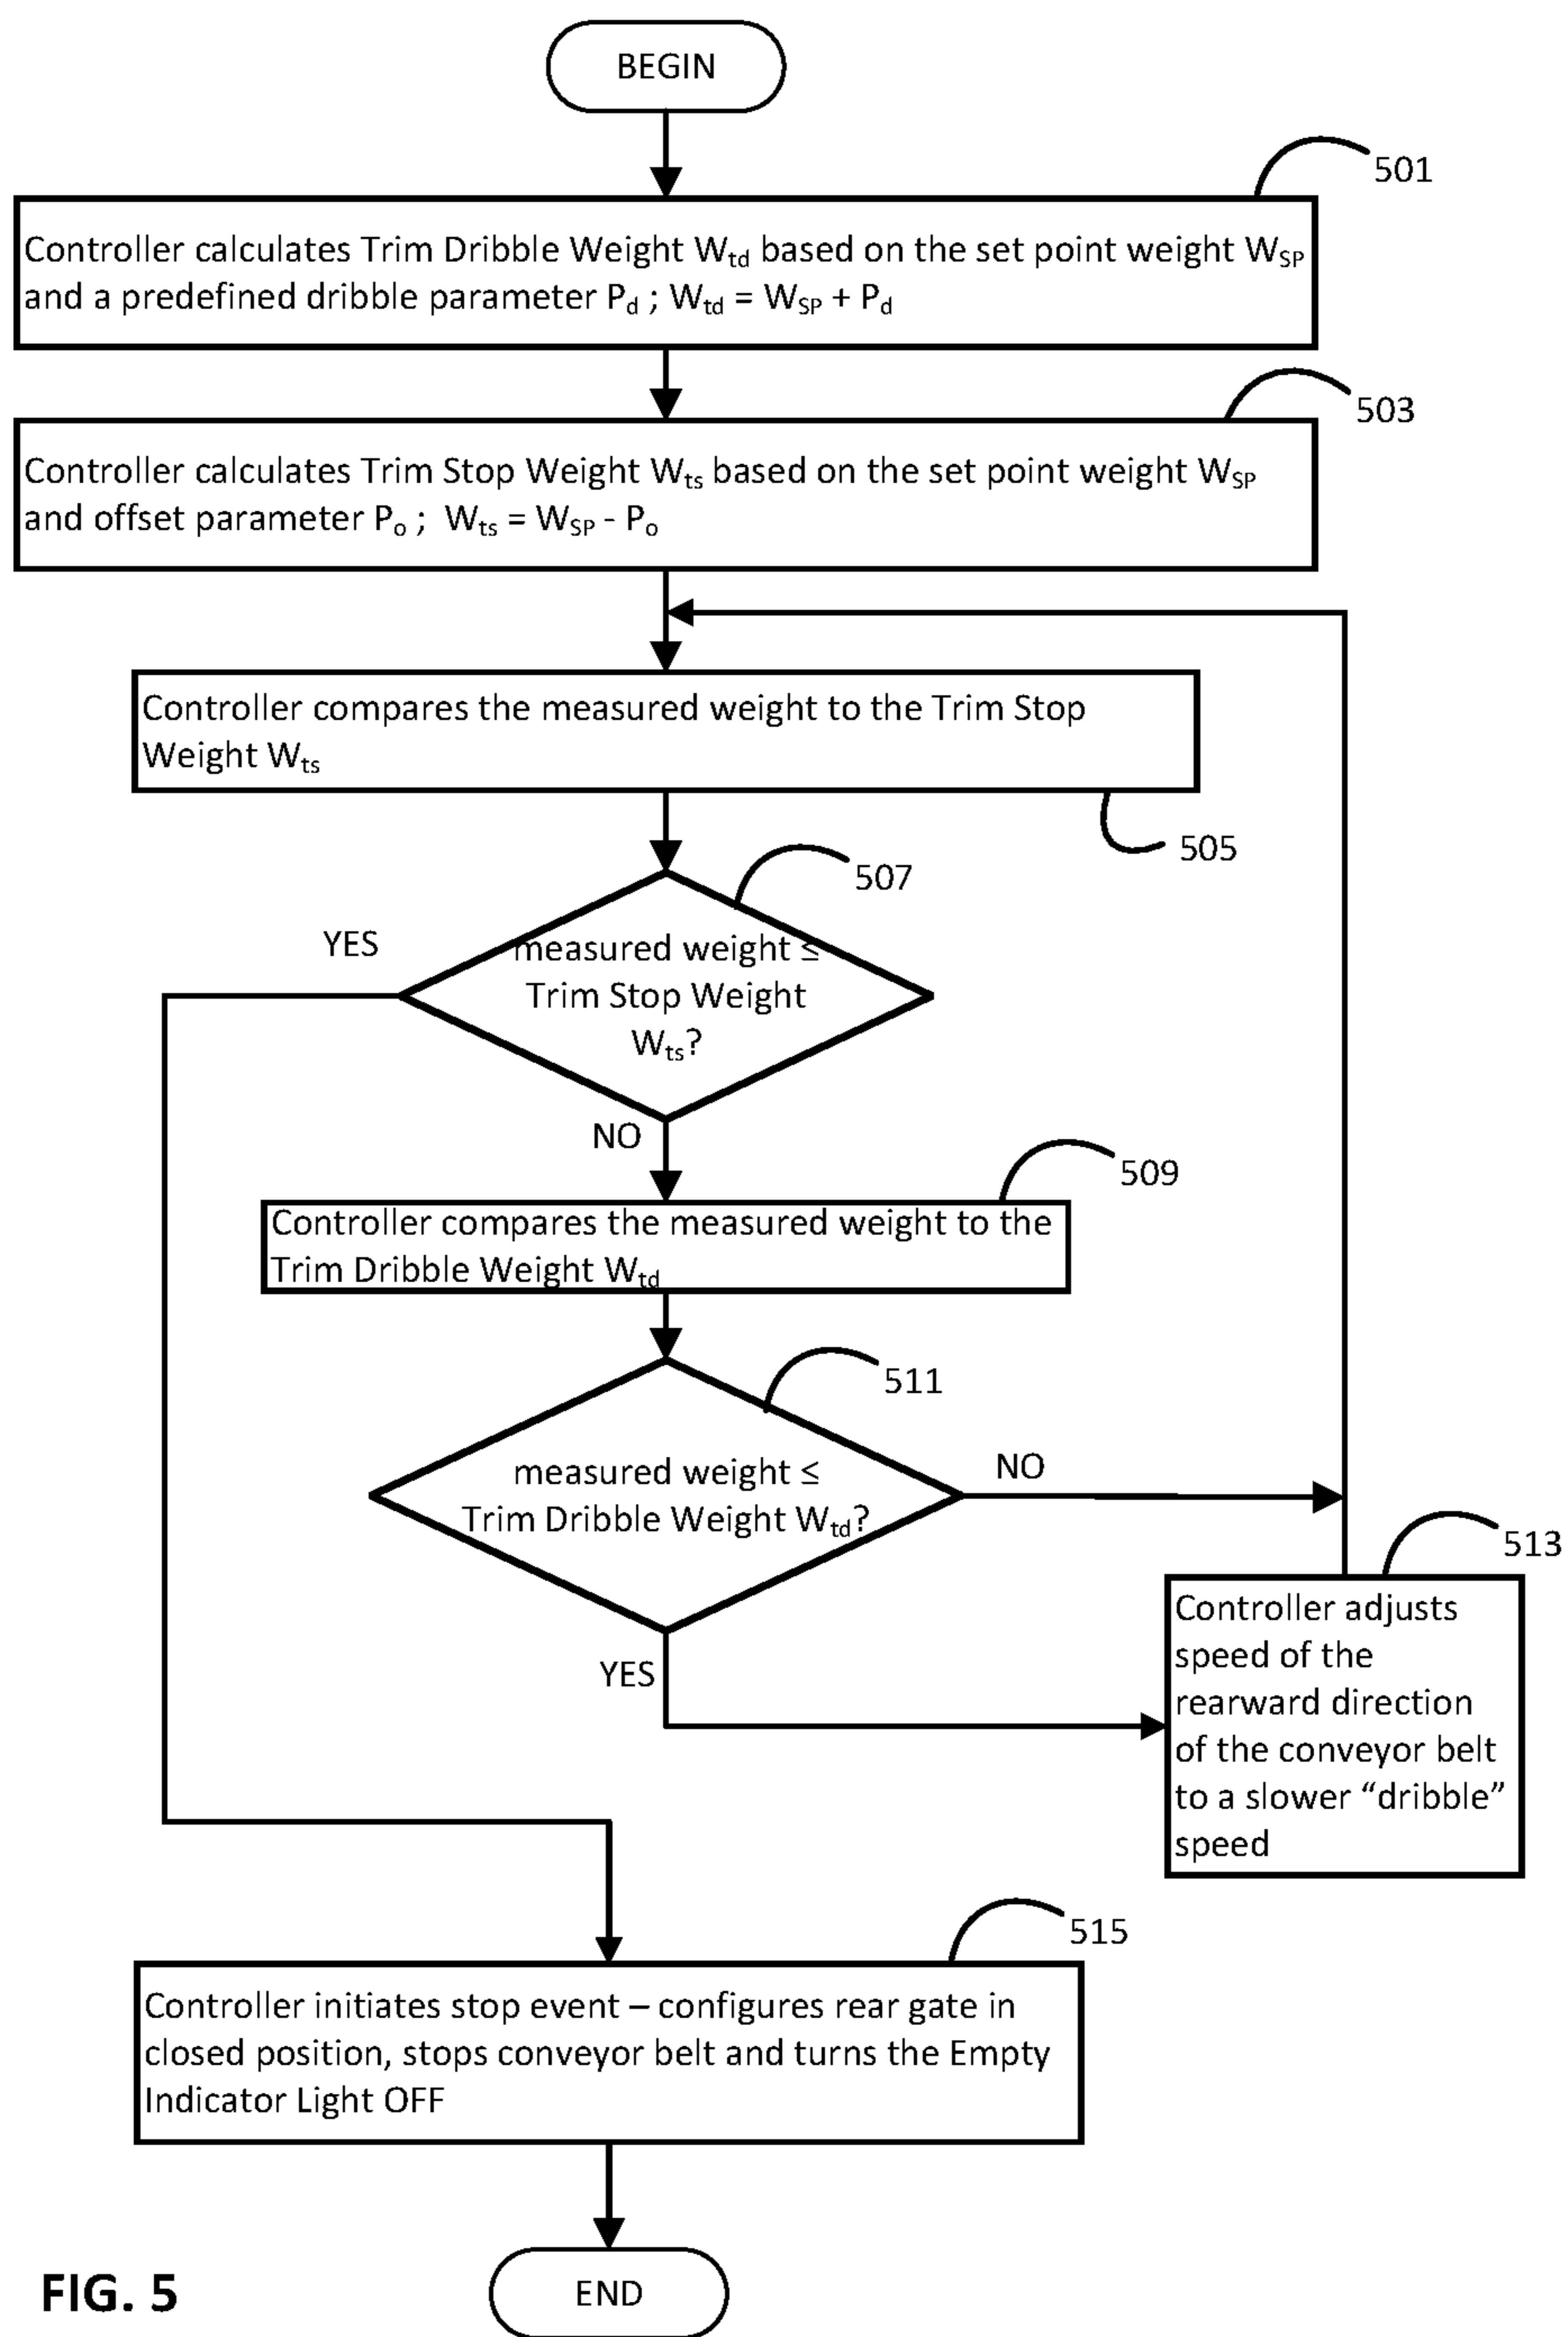 BEGIN
501
Controller calculates Trim Dribble Weight Wtd based on the set point weight WSP
and a predefined dribble parameter Pd ; Wtd = WSP + Pd
503
Controller calculates Trim Stop Weight Wts based on the set point weight WSP
and offset parameter Po ; Wts = WSP - Po
Controller compares the measured weight to the Trim Stop
Weight Wts
505
507
YES
measured weight ≤
Trim Stop Weight
Wts?
NO
509
Controller compares the measured weight to the
Trim Dribble Weight Wtd
511
NO
measured weight ≤
Trim Dribble Weight Wtd?
513
YES
Controller adjusts
speed of the
rearward direction
of the conveyor belt
to a slower “dribble”
speed
515
Controller initiates stop event – configures rear gate in
closed position, stops conveyor belt and turns the Empty
Indicator Light OFF
END
FIG. 5